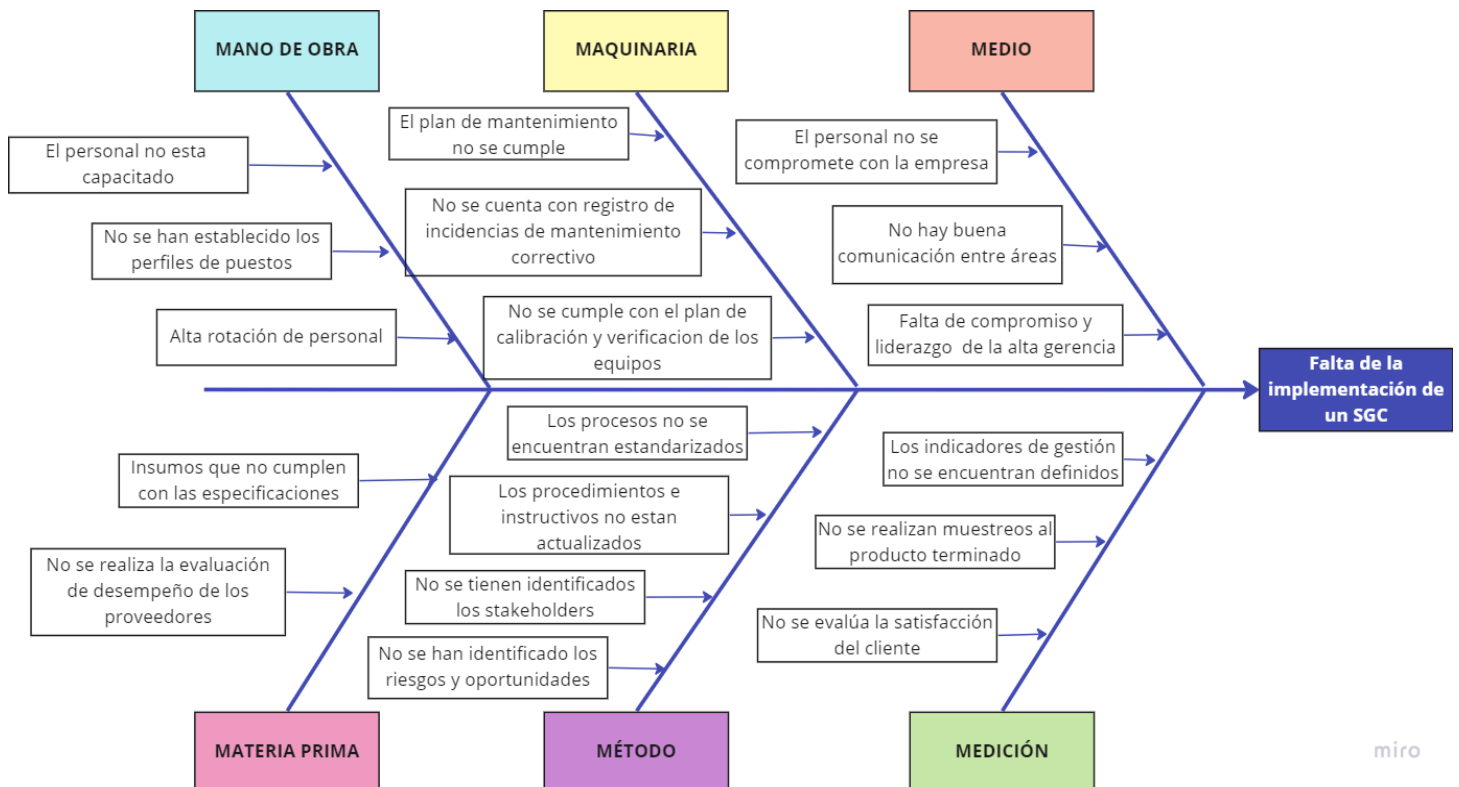 MANO DE OBRA
MAQUINARIA
MEDIO
El personal no esta
capacitado
No se han establecido los
perfiles de puestos
Alta rotación de personal
El plan de mantenimiento
no se cumple
No se cuenta con registro de
incidencias de mantenimiento
correctivo
No se cumple con el plan de
calibración y verificacion de los
equipos
El personal no se
compromete con la empresa
No hay buena
comunicación entre áreas
Falta de compromiso y
liderazgo de la alta gerencia
Falta de la
implementación de
un SGC
Insumos que no cumplen
con las especificaciones
No se realiza la evaluación
de desempeño de los
proveedores
Los procesos no se
encuentran estandarizados
Los procedimientos e
instructivos no estan
actualizados
No se tienen identificados
los stakeholders
No se han identificado los
riesgos y oportunidades
Los indicadores de gestión
no se encuentran definidos
No se realizan muestreos al
producto terminado
No se evalúa la satisfacción
del cliente
MATERIA PRIMA
MÉTODO
MEDICIÓN
miro